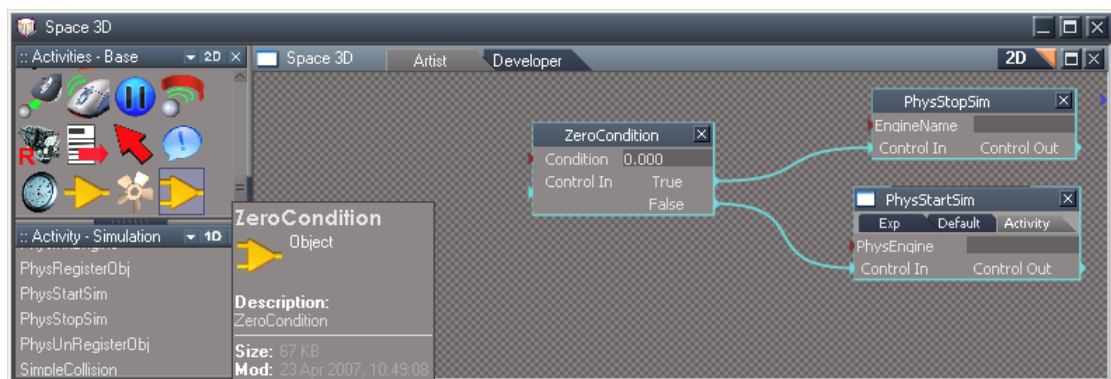 Space 3D
:: Activities - Base
2D
Space 3D
Artist
Developer
2D
ZeroCondition
Condition 0.000
Control In True
False
PhysStopSim
EngineName
Control In Control Out
PhysStartSim
Exp Default Activity
PhysEngine
Control In Control Out
R
:: Activity - Simulation
1D
PhysRegisterObj
PhysStartSim
PhysStopSim
PhysUnRegisterObj
SimpleCollision
ZeroCondition
Object
Description:
ZeroCondition
Size: 67 KB
Mod: 23 Apr 2007, 10:49:08